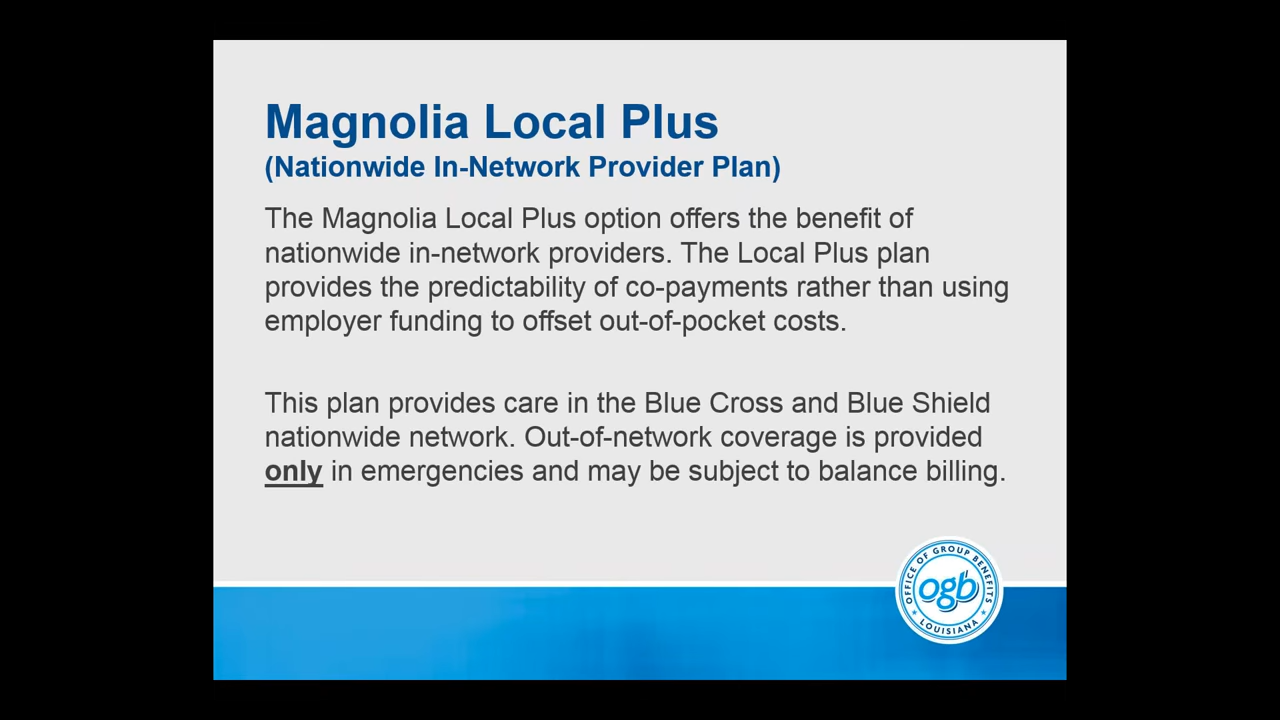 Magnolia Local Plus
(Nationwide In-Network Provider Plan)
The Magnolia Local Plus option offers the benefit of
nationwide in-network providers. The Local Plus plan
provides the predictability of co-payments rather than using
employer funding to offset out-of-pocket costs.
This plan provides care in the Blue Cross and Blue Shield
nationwide network. Out-of-network coverage is provided
only in emergencies and may be subject to balance billing.
OFFICE OF GROUP BENEFITS
ogb
LOUISIANA